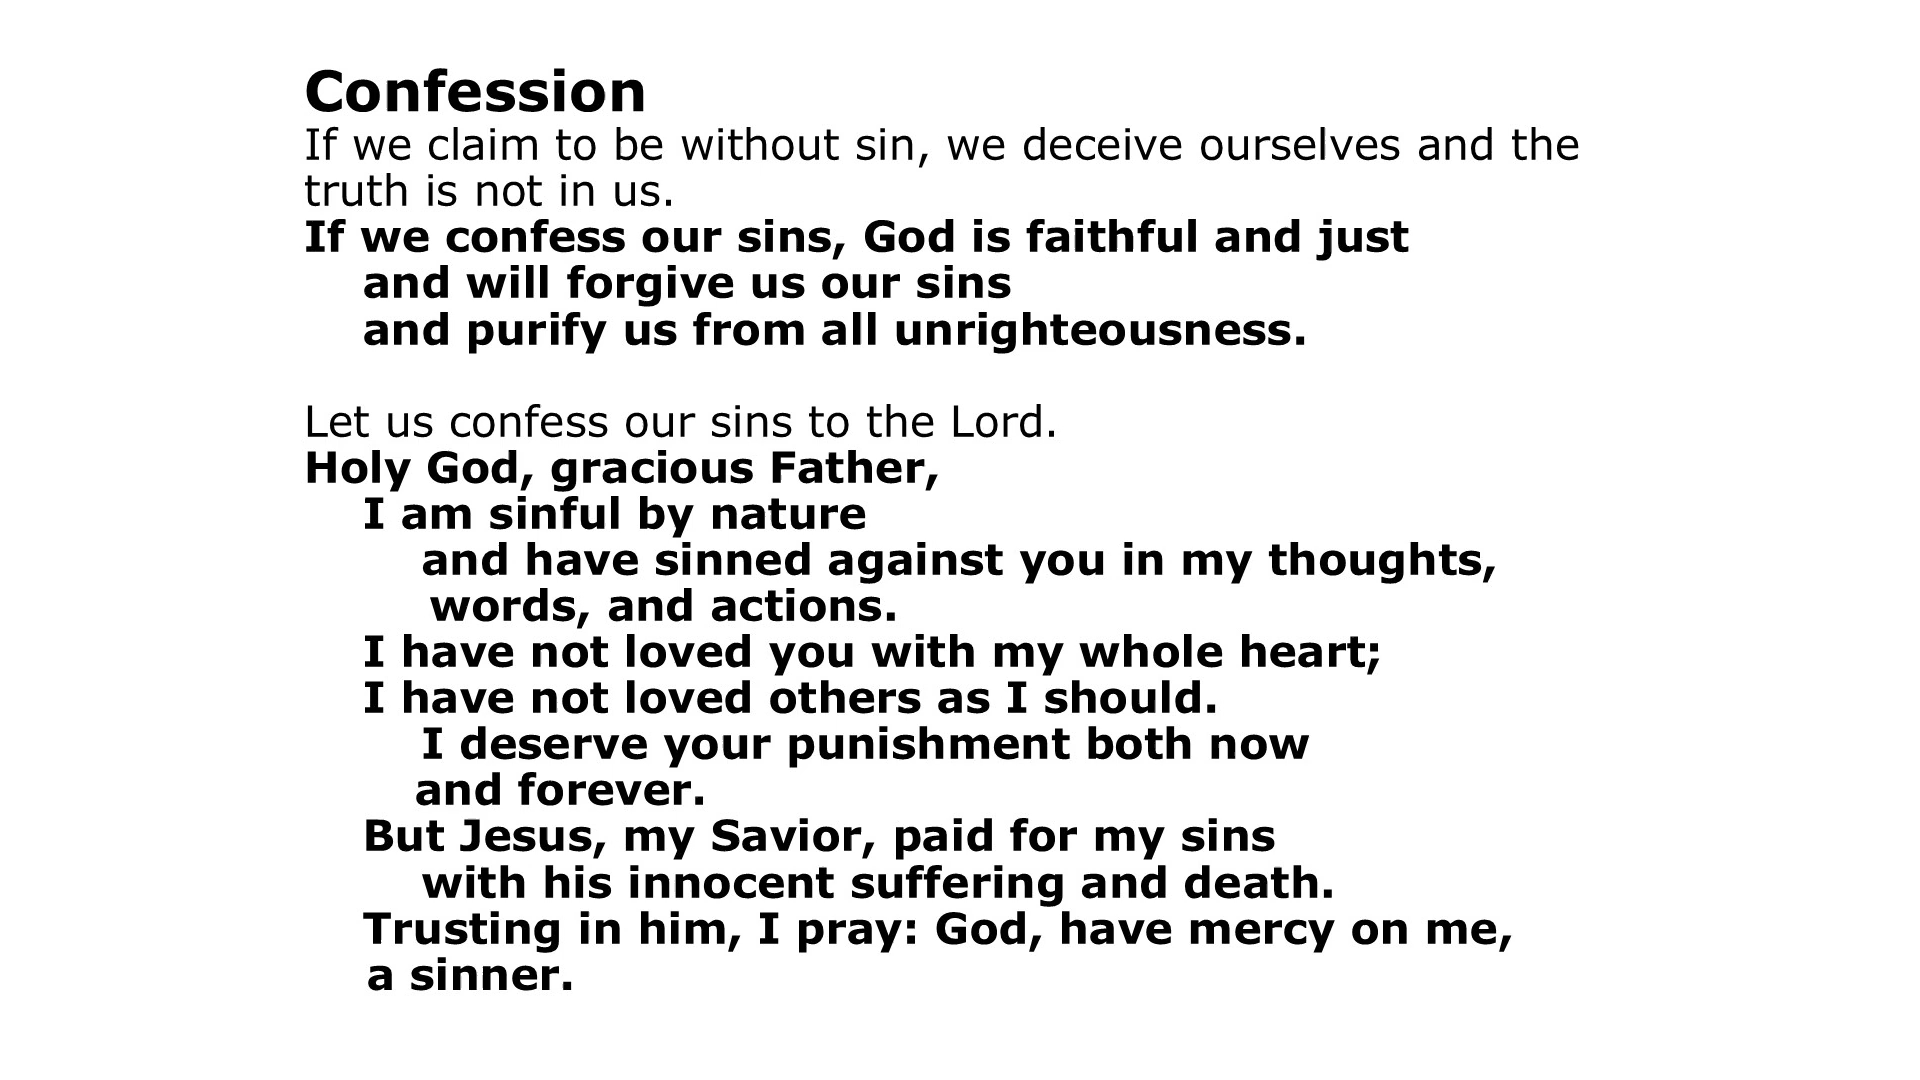 Confession
If we claim to be without sin, we deceive ourselves and the
truth is not in us.
If we confess our sins, God is faithful and just
and will forgive us our sins
and purify us from all unrighteousness.
Let us confess our sins to the Lord.
Holy God, gracious Father,
I am sinful by nature
and have sinned against you in my thoughts,
words, and actions.
I have not loved you with my whole heart;
I have not loved others as I should.
I deserve your punishment both now
and forever.
But Jesus, my Savior, paid for my sins
with his innocent suffering and death.
Trusting in him, I pray: God, have mercy on me,
a sinner.